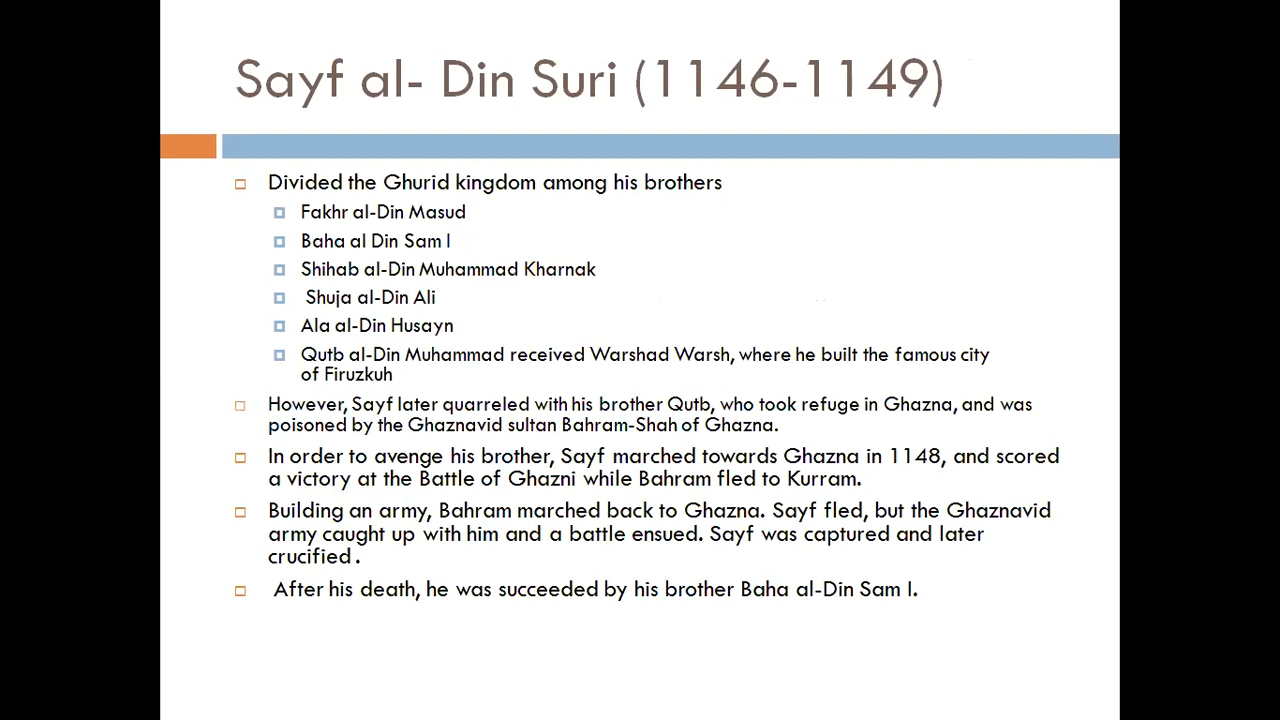 Sayf al- Din Suri (1146-1149)
Divided the Ghurid kingdom among his brothers
Fakhr al-Din Masud
Baha al Din Sam I
Shihab al-Din Muhammad Kharnak
Shuja al-Din Ali
Ala al-Din Husayn
Qutb al-Din Muhammad received Warshad Warsh, where he built the famous city
of Firuzkuh
However, Sayf later quarreled with his brother Qutb, who took refuge in Ghazna, and was
poisoned by the Ghaznavid sultan Bahram-Shah of Ghazna.
In order to avenge his brother, Sayf marched towards Ghazna in 1148, and scored
a victory at the Battle of Ghazni while Bahram fled to Kurram.
Building an army, Bahram marched back to Ghazna. Sayf fled, but the Ghaznavid
army caught up with him and a battle ensued. Sayf was captured and later
crucified .
After his death, he was succeeded by his brother Baha al-Din Sam I.